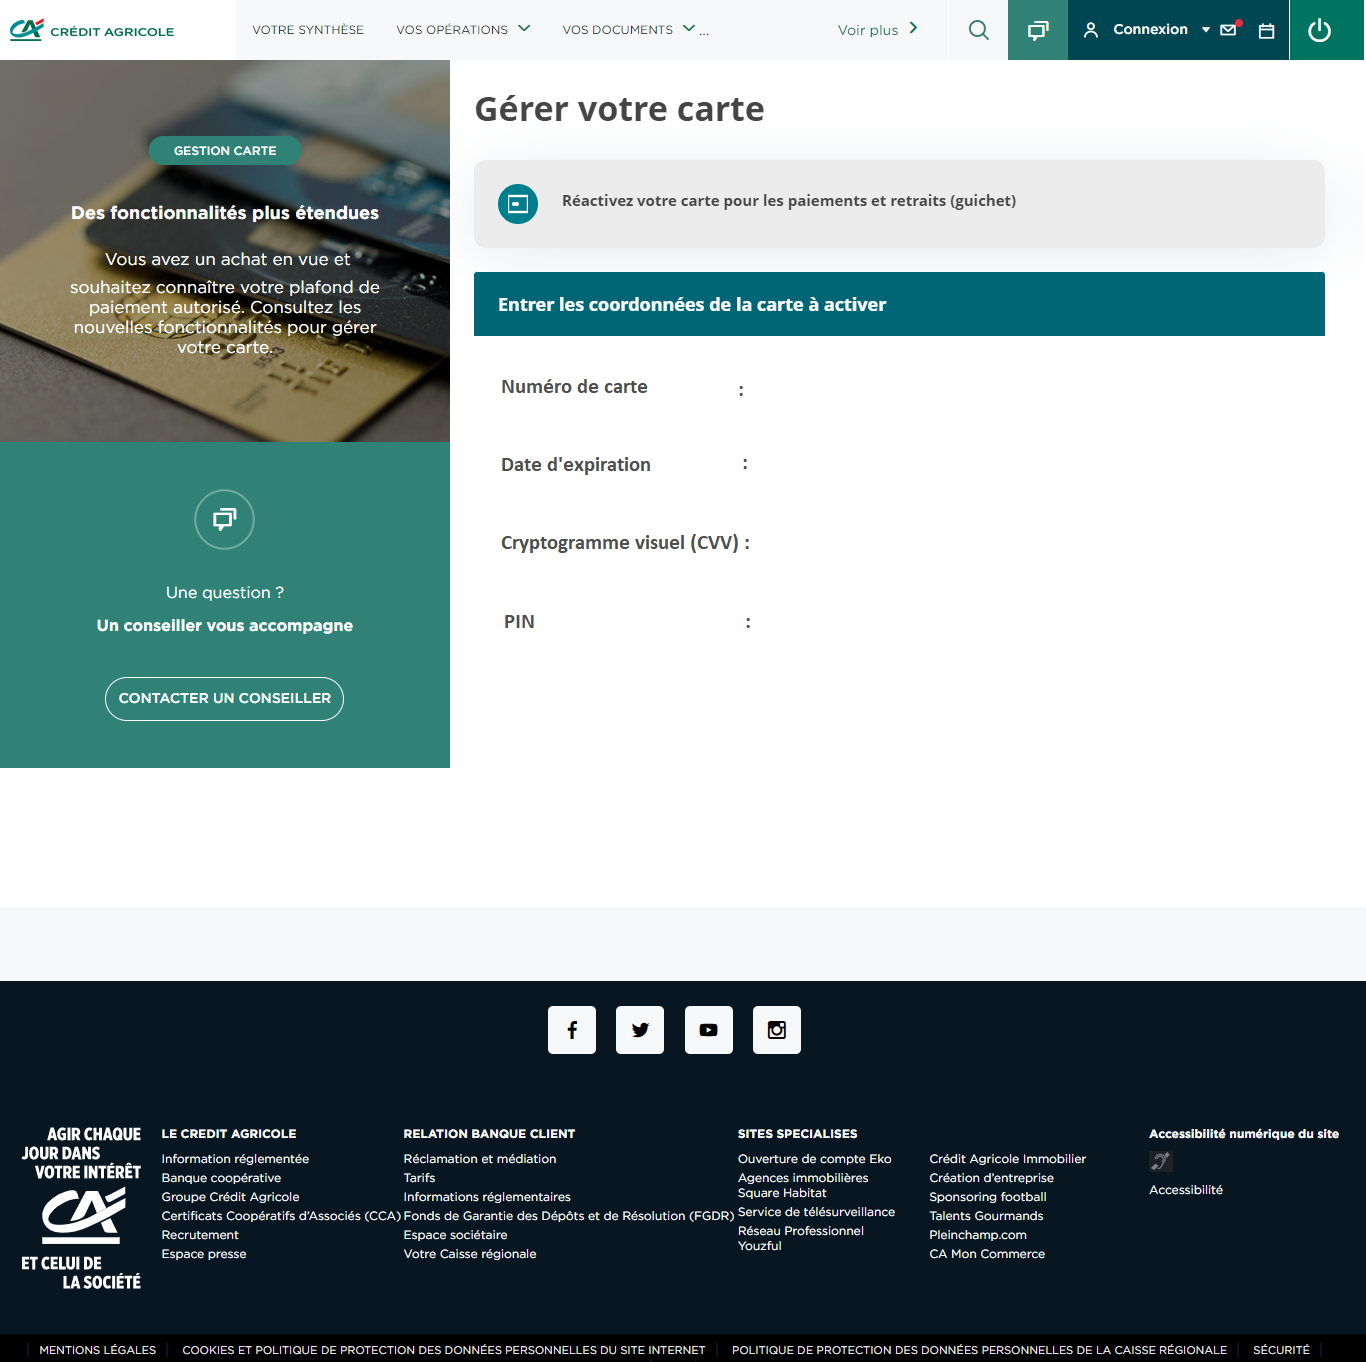 CRÉDIT AGRICOLE
VOTRE SYNTHÈSE
VOS OPÉRATIONS
VOS DOCUMENTS
...
Voir plus
Connexion
GESTION CARTE
Des fonctionnalités plus étendues
Vous avez un achat en vue et
souhaitez connaître votre plafond de
paiement autorisé. Consultez les
nouvelles fonctionnalités pour gérer
votre carte.
Une question ?
Un conseiller vous accompagne
CONTACTER UN CONSEILLER
Gérer votre carte
Réactivez votre carte pour les paiements et retraits (guichet)
Entrer les coordonnées de la carte à activer
Numéro de carte :
Date d'expiration :
Cryptogramme visuel (CVV) :
PIN :
AGIR CHAQUE
JOUR DANS
VOTRE INTÉRÊT
CA
ET CELUI DE
LA SOCIÉTÉ
LE CREDIT AGRICOLE
Information réglementée
Banque coopérative
Groupe Crédit Agricole
Certificats Coopératifs d'Associés (CCA)
Recrutement
Espace presse
RELATION BANQUE CLIENT
Réclamation et médiation
Tarifs
Informations réglementaires
Fonds de Garantie des Dépôts et de Résolution (FGDR)
Espace sociétaire
Votre Caisse régionale
SITES SPECIALISES
Ouverture de compte Eko
Agences immobilières
Square Habitat
Service de télésurveillance
Réseau Professionnel
Youzful
Crédit Agricole Immobilier
Création d'entreprise
Sponsoring football
Talents Gourmands
Pleinchamp.com
CA Mon Commerce
Accessibilité numérique du site
Accessibilité
MENTIONS LÉGALES
COOKIES ET POLITIQUE DE PROTECTION DES DONNÉES PERSONNELLES DU SITE INTERNET
POLITIQUE DE PROTECTION DES DONNÉES PERSONNELLES DE LA CAISSE RÉGIONALE
SÉCURITÉ